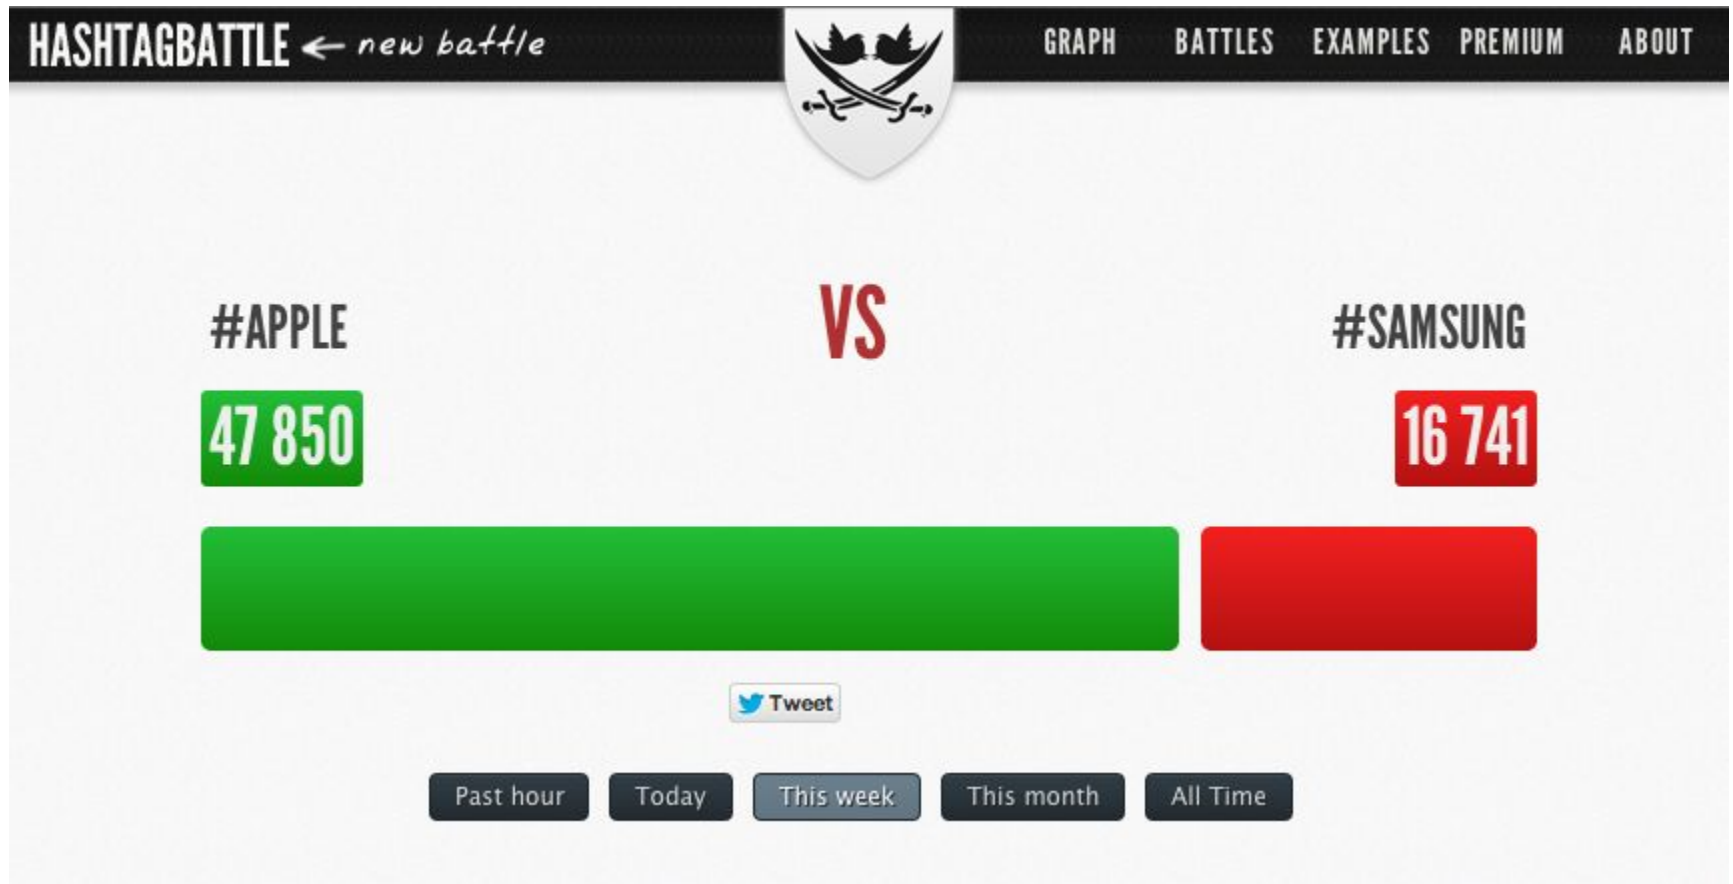 HASHTAGBATTLE new battle GRAPH BATTLES EXAMPLES PREMIUM ABOUT
#APPLE VS #SAMSUNG
47 850 16 741
Tweet
Past hour Today This week This month All Time